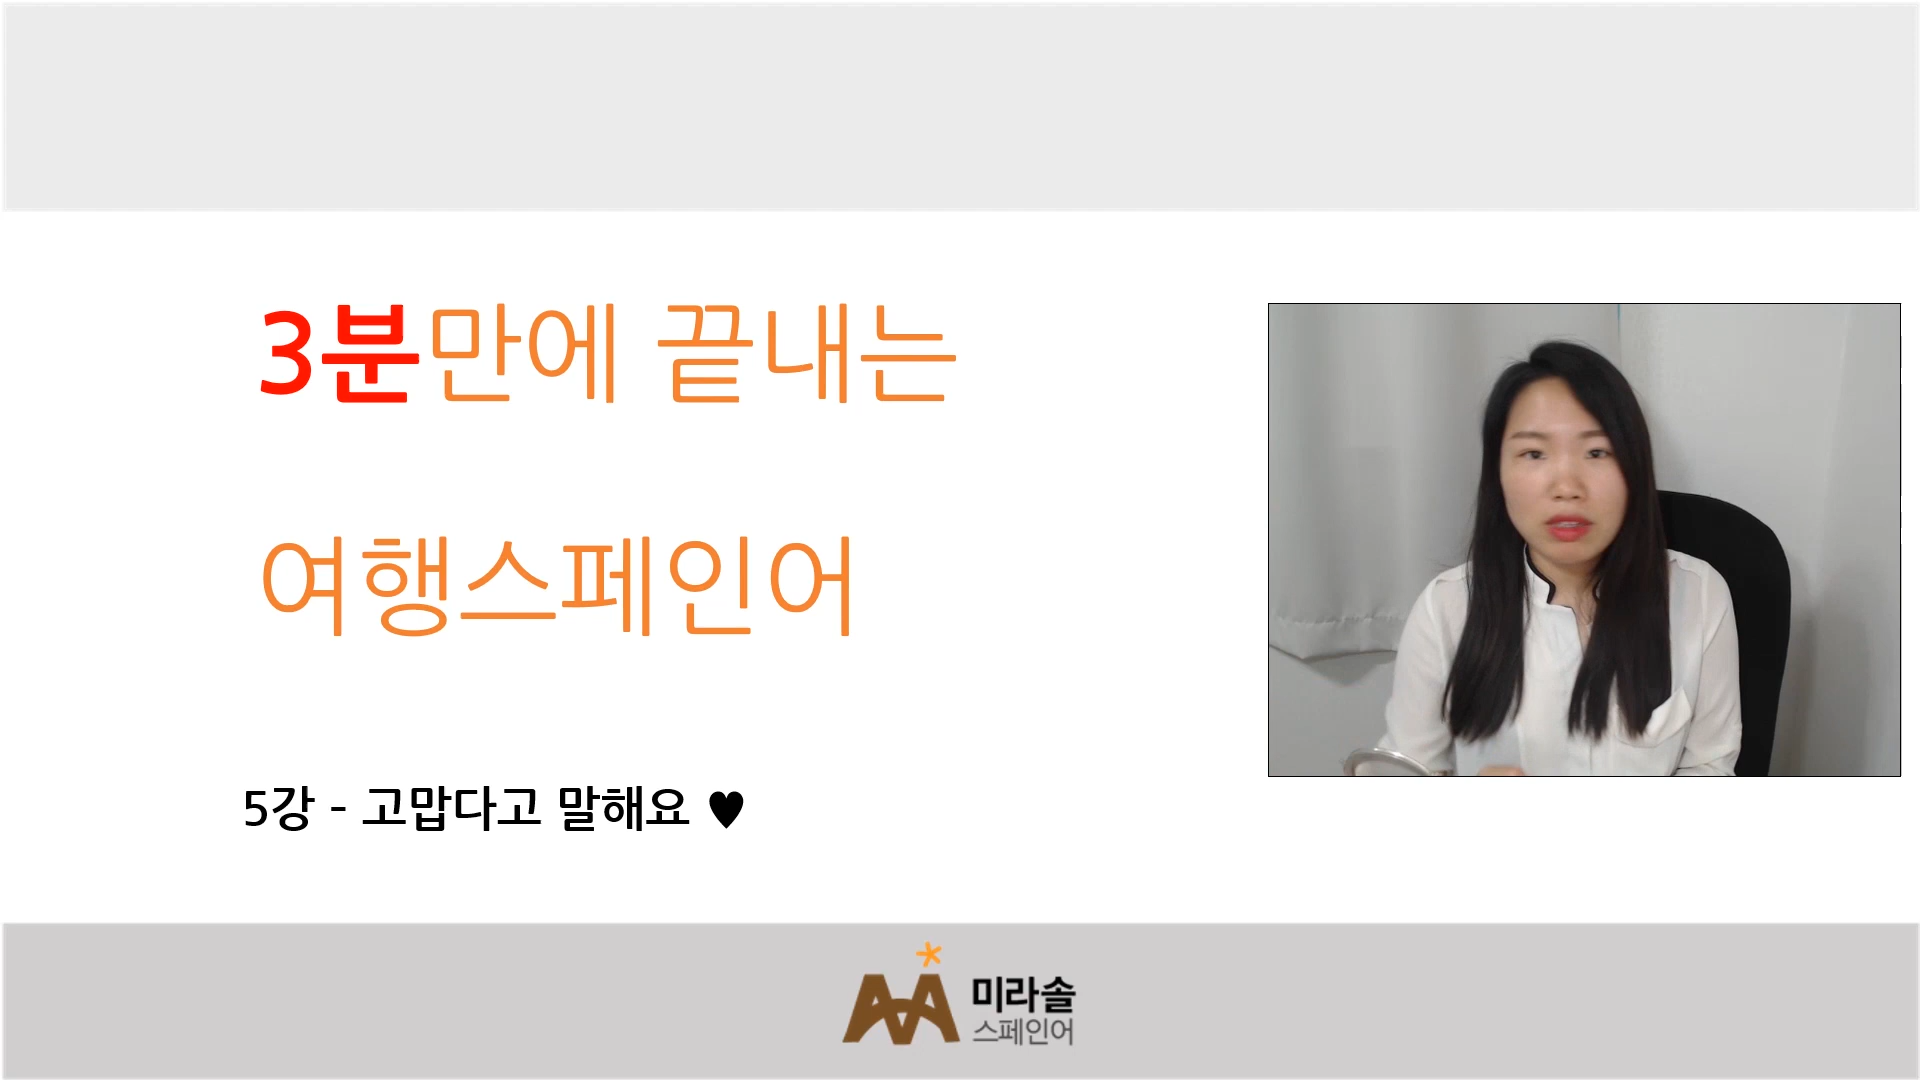 3분만에 끝내는
여행스페인어
5강 - 고맙다고 말해요 ♥
미라솔
스페인어